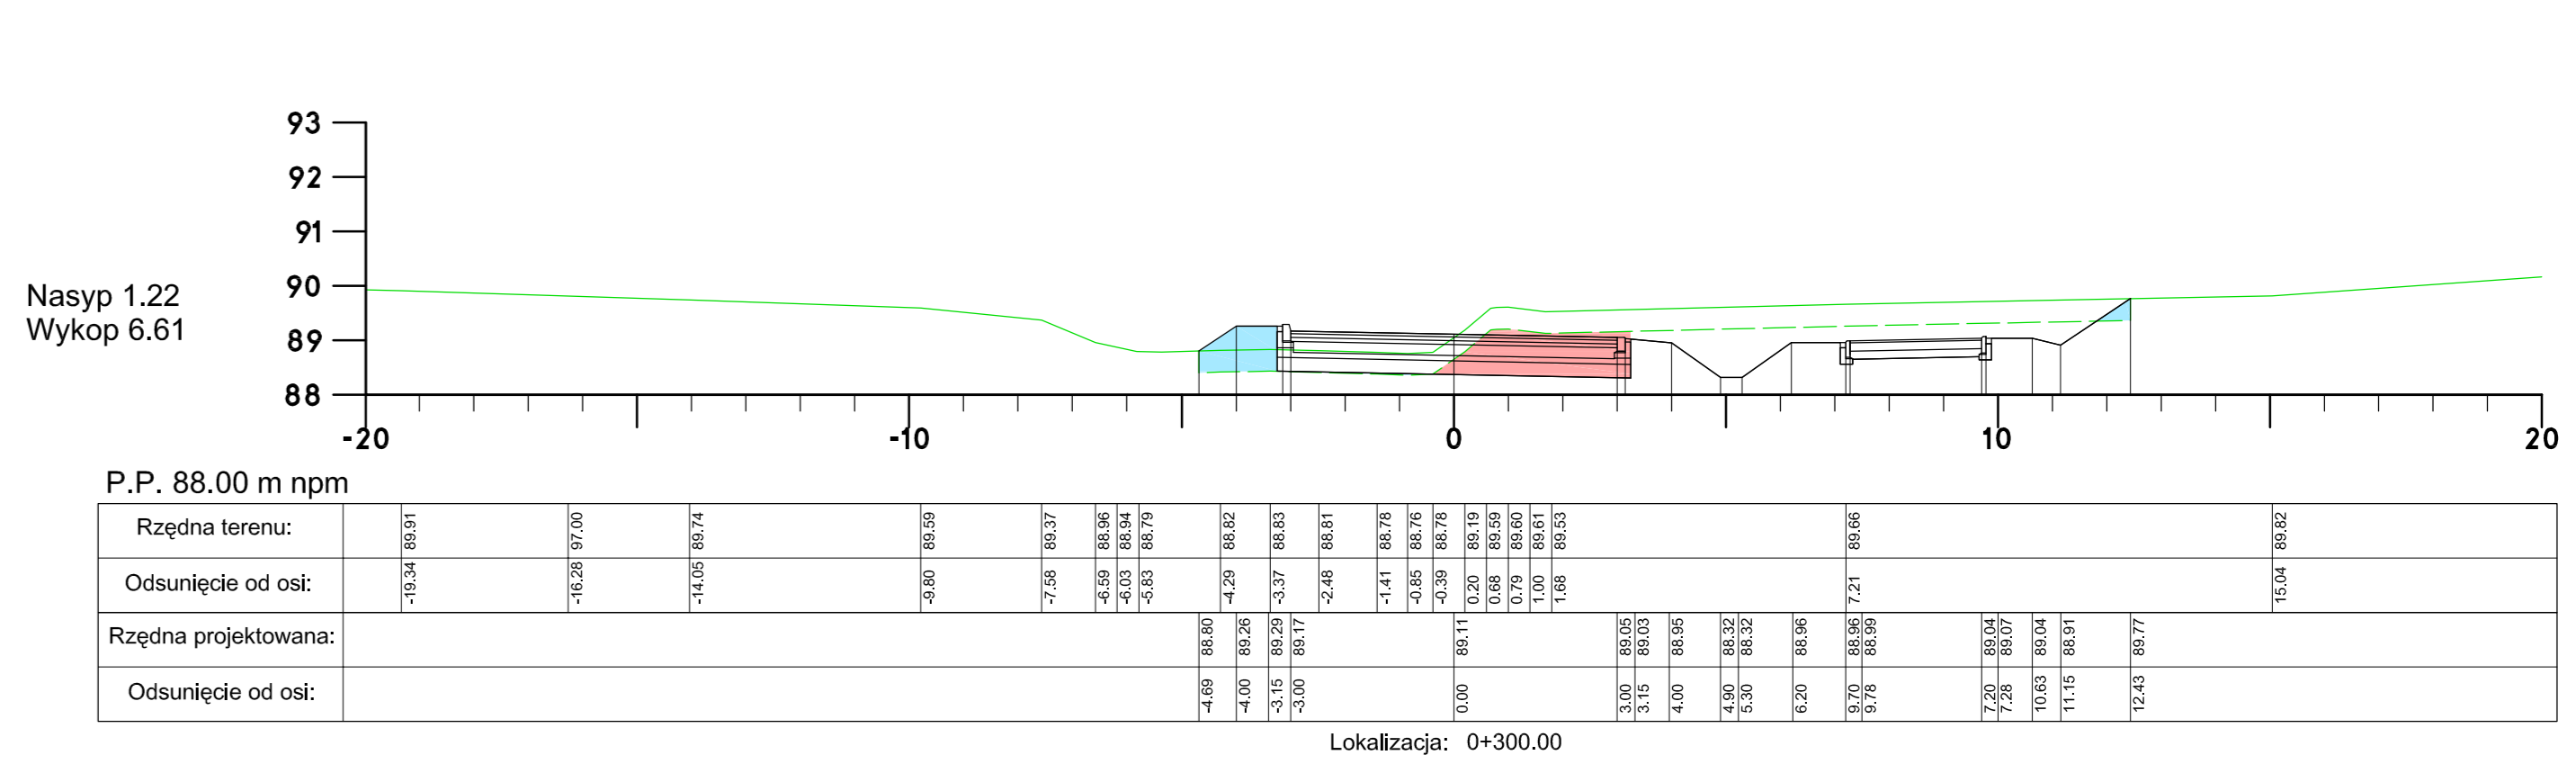 93
92
91
90
89
88
Nasyp 1.22
Wykop 6.61
-20 -10 0 10 20
P.P. 88.00 m npm
Rzędna terenu: 89.91 97.00 89.74 89.59 89.37 88.96 88.94 88.79 88.82 88.83 88.81 88.78 88.76 88.78 89.19 89.59 89.60 89.61 89.53 89.66 89.82
Odsunięcie od osi: -19.34 -16.28 -14.05 -9.80 -7.58 -6.59 -6.03 -5.83 -4.29 -3.37 -2.48 -1.41 -0.85 -0.39 0.20 0.68 0.79 1.00 1.68 7.21 15.04
Rzędna projektowana: 88.80 89.26 89.29 89.17 89.11 89.05 89.03 88.95 88.32 88.32 88.96 88.96 88.99 89.04 89.07 89.04 88.91 89.77
Odsunięcie od osi: -4.69 -4.00 -3.15 -3.00 0.00 3.00 3.15 4.00 4.90 5.30 6.20 9.70 9.78 7.20 7.28 10.63 11.15 12.43
Lokalizacja: 0+300.00